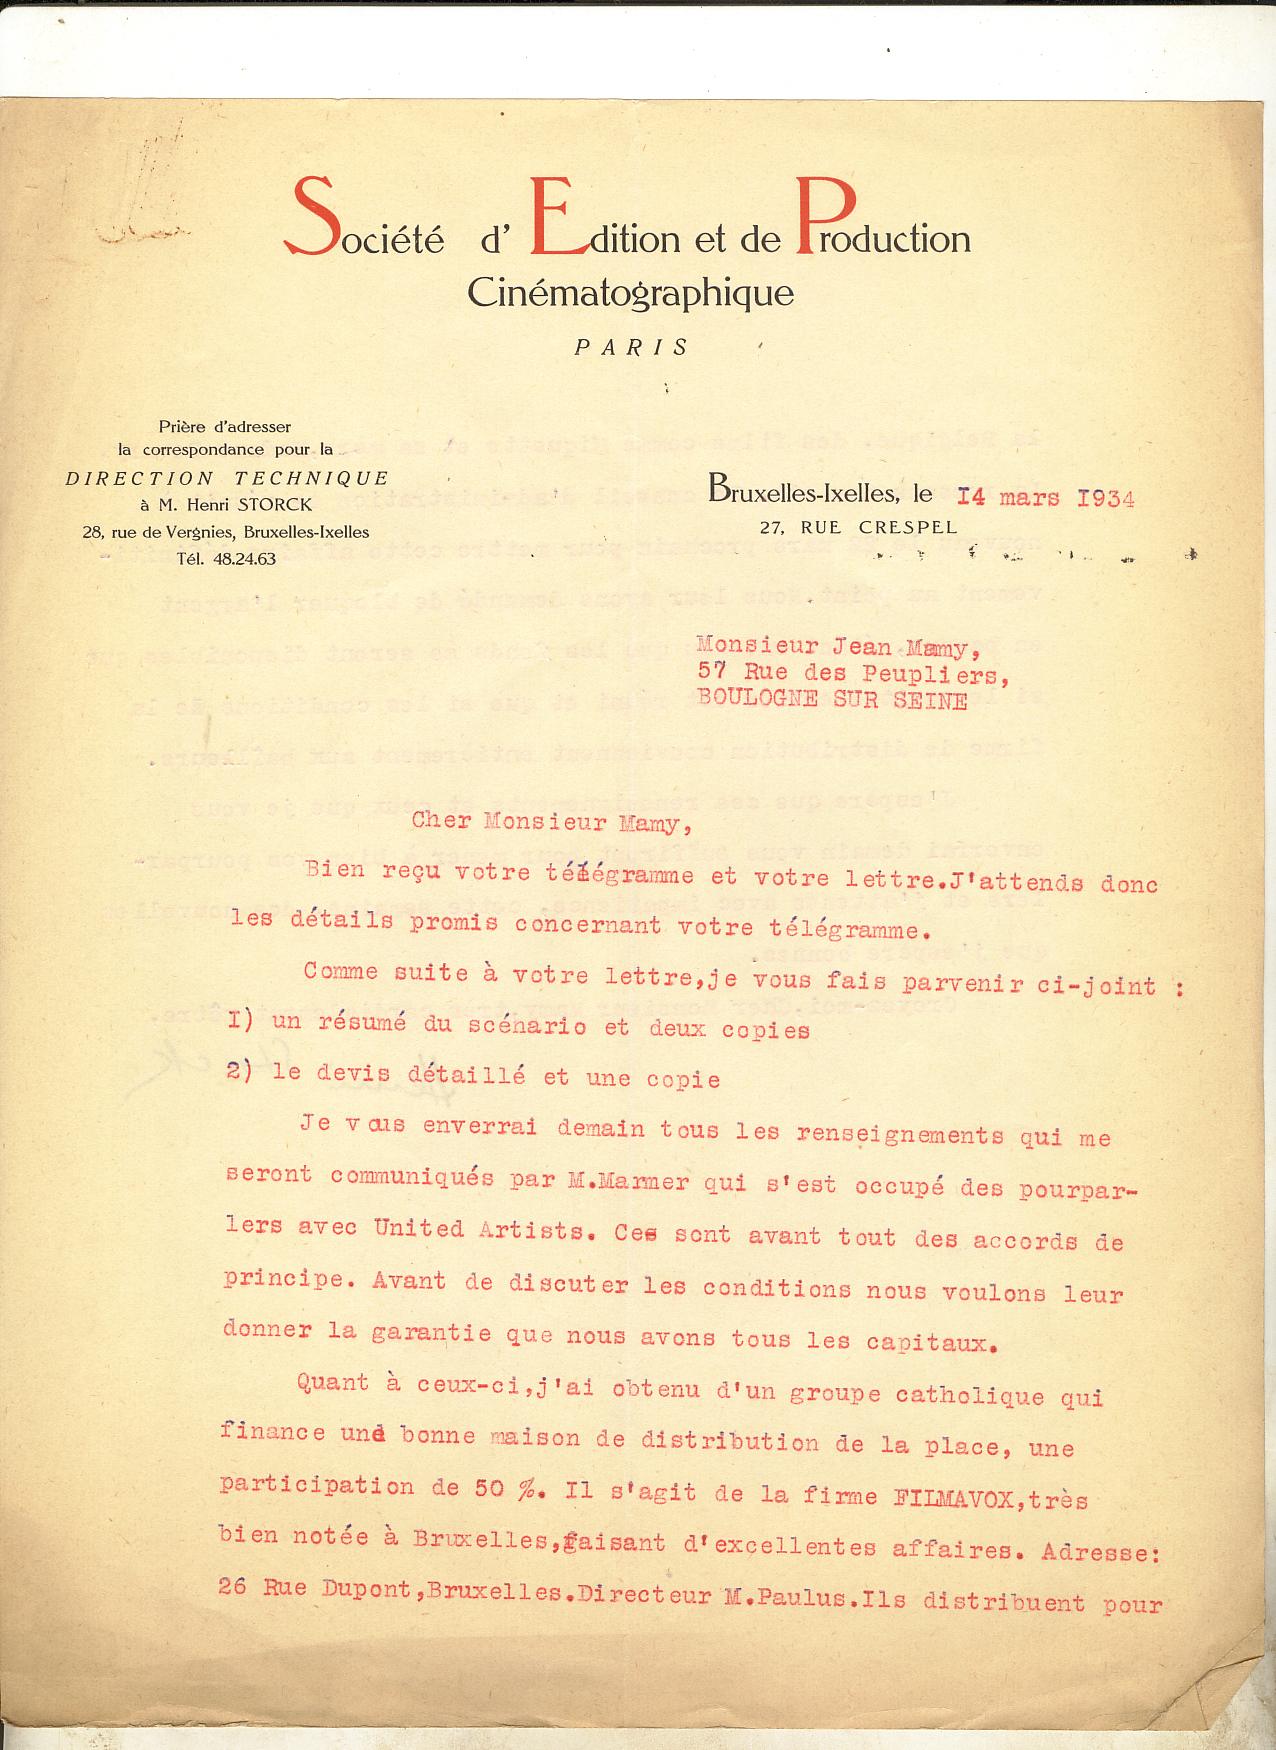 Société d'Edition et de Production
Cinématographique
PARIS
Prière d'adresser
la correspondance pour la
DIRECTION TECHNIQUE
à M. Henri STORCK
28, rue de Vergnies, Bruxelles-Ixelles
Tél. 48.24.63
Bruxelles-Ixelles, le 14 mars 1934
27, RUE CRESPEL
Monsieur Jean Mamy,
57 Rue des Peupliers,
BOULOGNE SUR SEINE
Cher Monsieur Mamy,
Bien reçu votre télégramme et votre lettre.J'attends donc
les détails promis concernant votre télégramme.
Comme suite à votre lettre,je vous fais parvenir ci-joint :
1) un résumé du scénario et deux copies
2) le devis détaillé et une copie
Je vous enverrai demain tous les renseignements qui me
seront communiqués par M.Marmer qui s'est occupé des pourpar-
lers avec United Artists. Ces sont avant tout des accords de
principe. Avant de discuter les conditions nous voulons leur
donner la garantie que nous avons tous les capitaux.
Quant à ceux-ci,j'ai obtenu d'un groupe catholique qui
finance une bonne maison de distribution de la place, une
participation de 50 %. Il s'agit de la firme FILMAVOX,très
bien notée à Bruxelles,faisant d'excellentes affaires. Adresse:
26 Rue Dupont,Bruxelles.Directeur M.Paulus.Ils distribuent pour